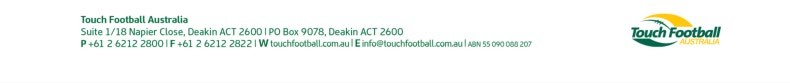 Touch Football Australia
Suite 1/18 Napier Close, Deakin ACT 2600 | PO Box 9078, Deakin ACT 2600
P +61 2 6212 2800 | F +61 2 6212 2822 | W touchfootball.com.au | E info@touchfootball.com.au | ABN 55 090 088 207
Touch Football
AUSTRALIA